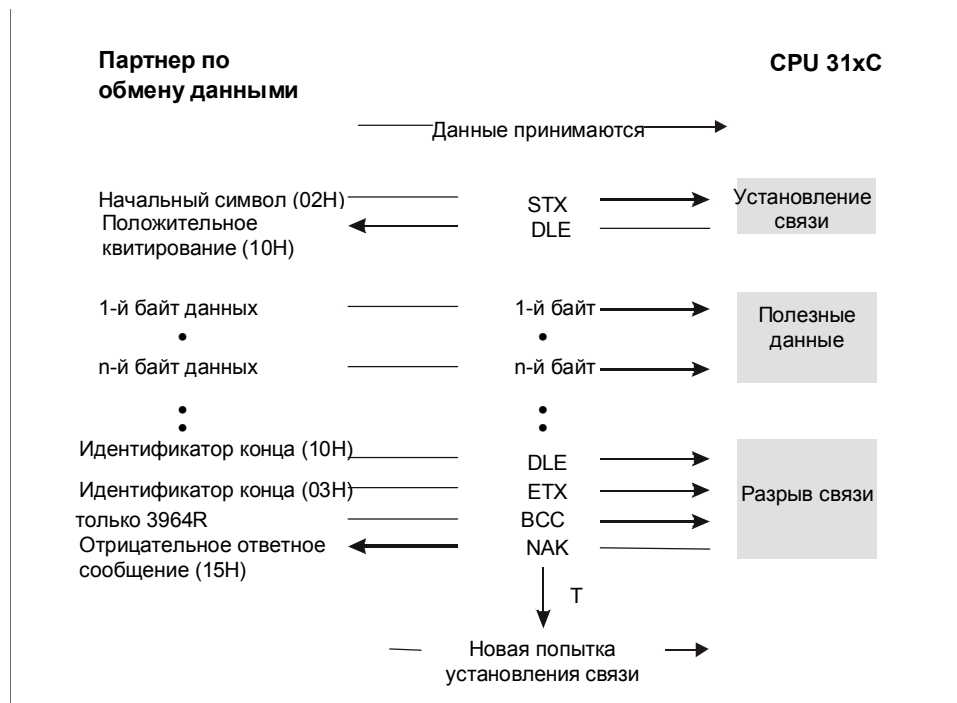 Партнер по
обмену данными
CPU 31xC
Данные принимаются
Начальный символ (02H)
STX
Установление
связи
Положительное
квитирование (10H)
DLE
1-й байт данных
1-й байт
Полезные
данные
•
•
n-й байт данных
n-й байт
•
•
•
•
Идентификатор конца (10H)
DLE
Идентификатор конца (03H)
ETX
Разрыв связи
только 3964R
BCC
Отрицательное ответное
сообщение (15H)
NAK
T
Новая попытка
установления связи